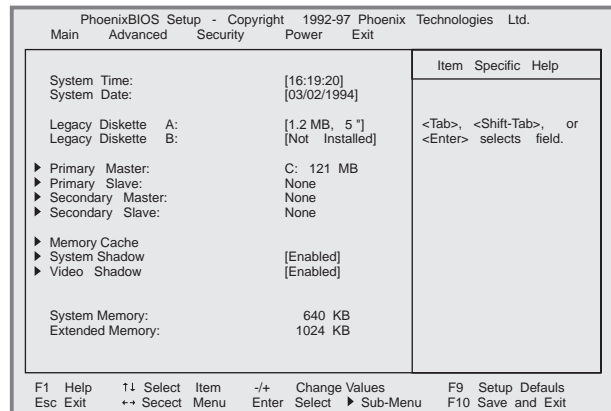 PhoenixBIOS Setup - Copyright 1992-97 Phoenix Technologies Ltd.
Main Advanced Security Power Exit
Item Specific Help
System Time: [16:19:20]
System Date: [03/02/1994]
Legacy Diskette A: [1.2 MB, 5 "]
Legacy Diskette B: [Not Installed]
<Tab>, <Shift-Tab>, or
<Enter> selects field.
Primary Master: C: 121 MB
Primary Slave: None
Secondary Master: None
Secondary Slave: None
Memory Cache
System Shadow [Enabled]
Video Shadow [Enabled]
System Memory: 640 KB
Extended Memory: 1024 KB
F1 Help ↑↓ Select Item -/+ Change Values F9 Setup Defaults
Esc Exit ←→ Secect Menu Enter Select ▶ Sub-Menu F10 Save and Exit